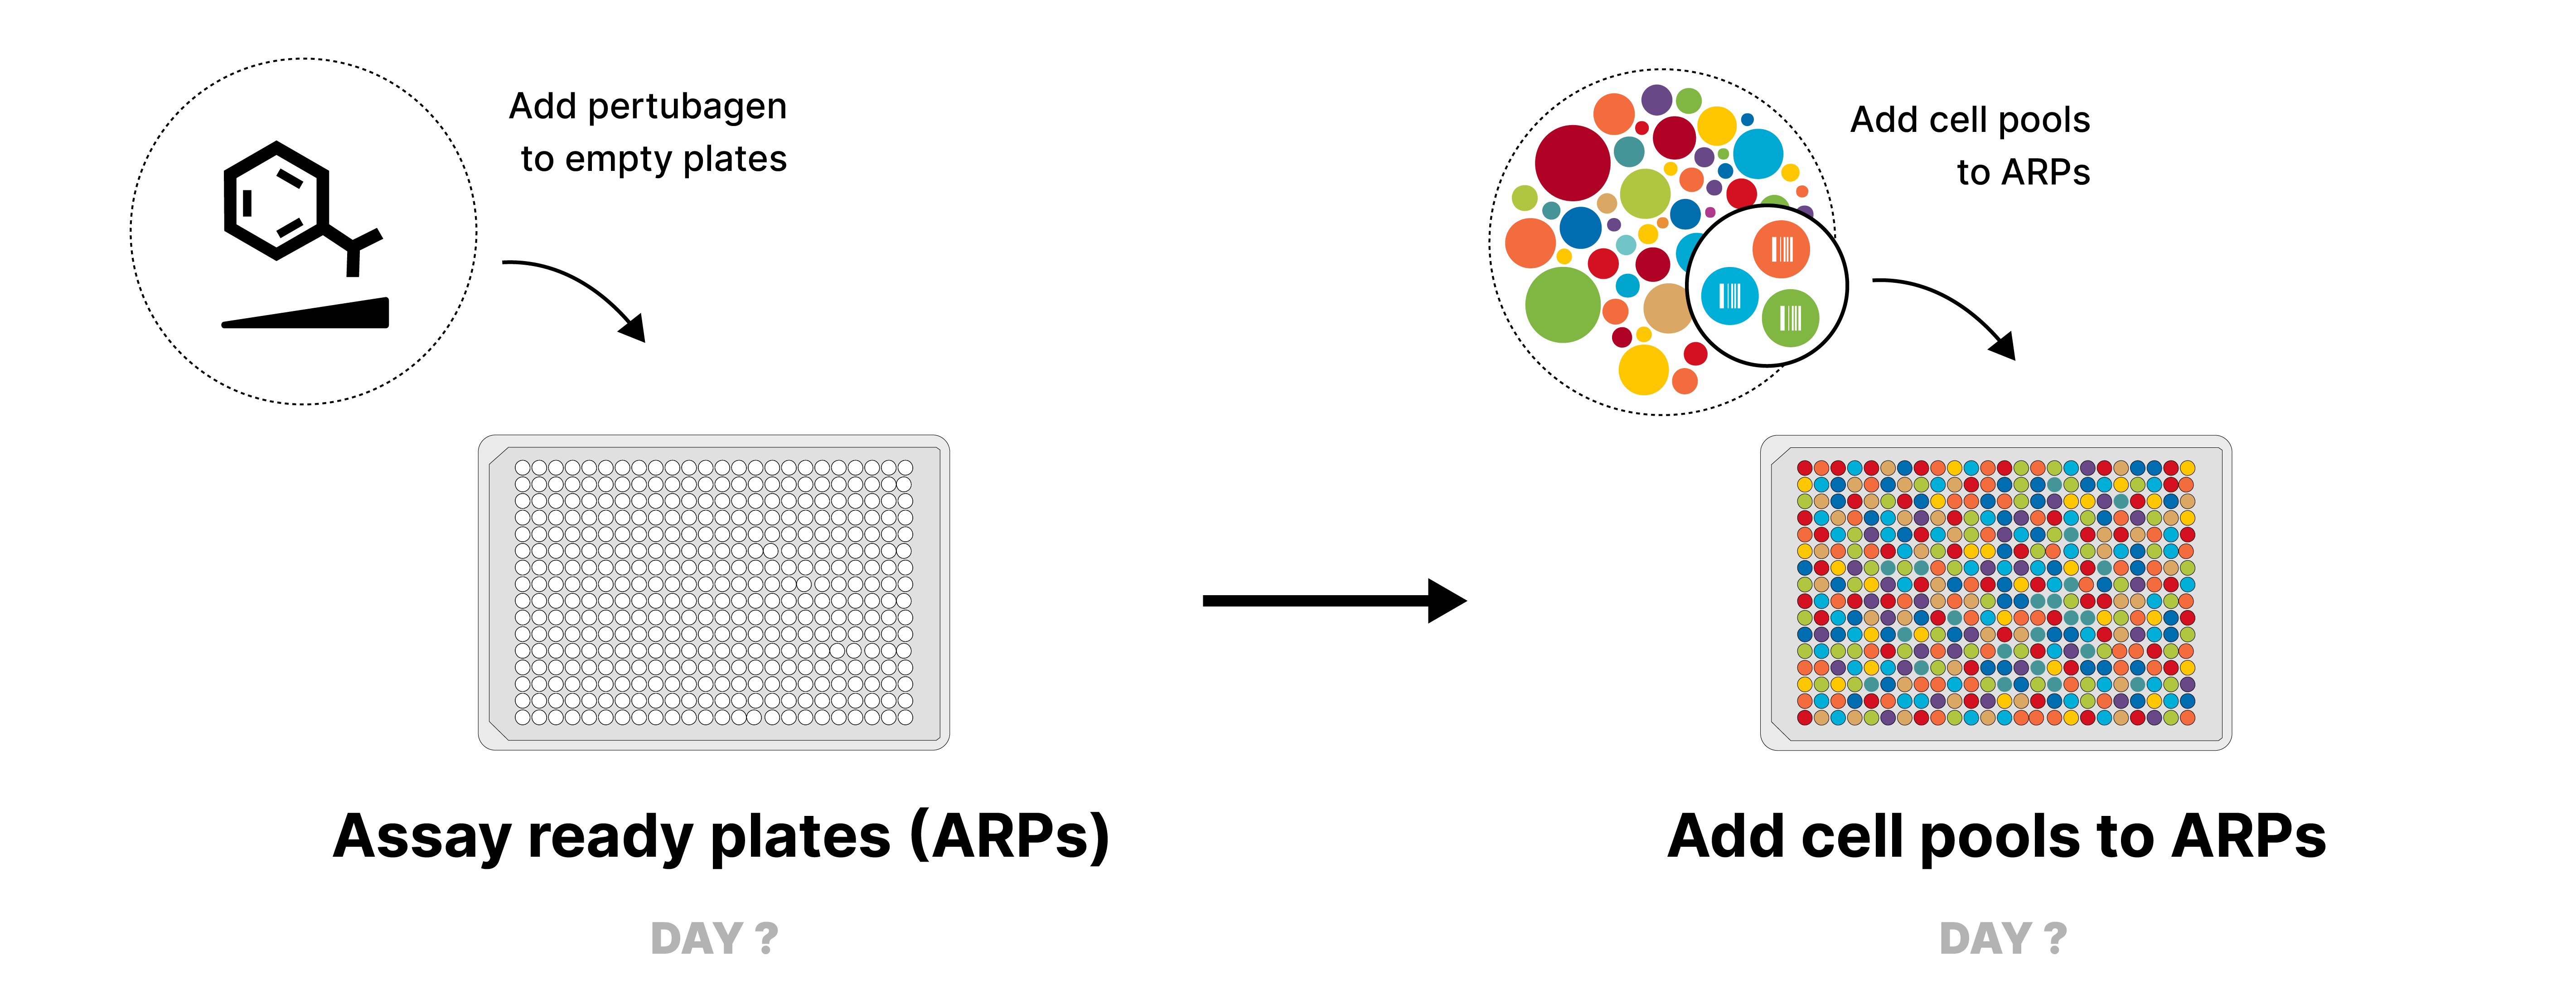 Add pertubagen
to empty plates
Add cell pools
to ARPs
Assay ready plates (ARPs)
Add cell pools to ARPs
DAY ?
DAY ?